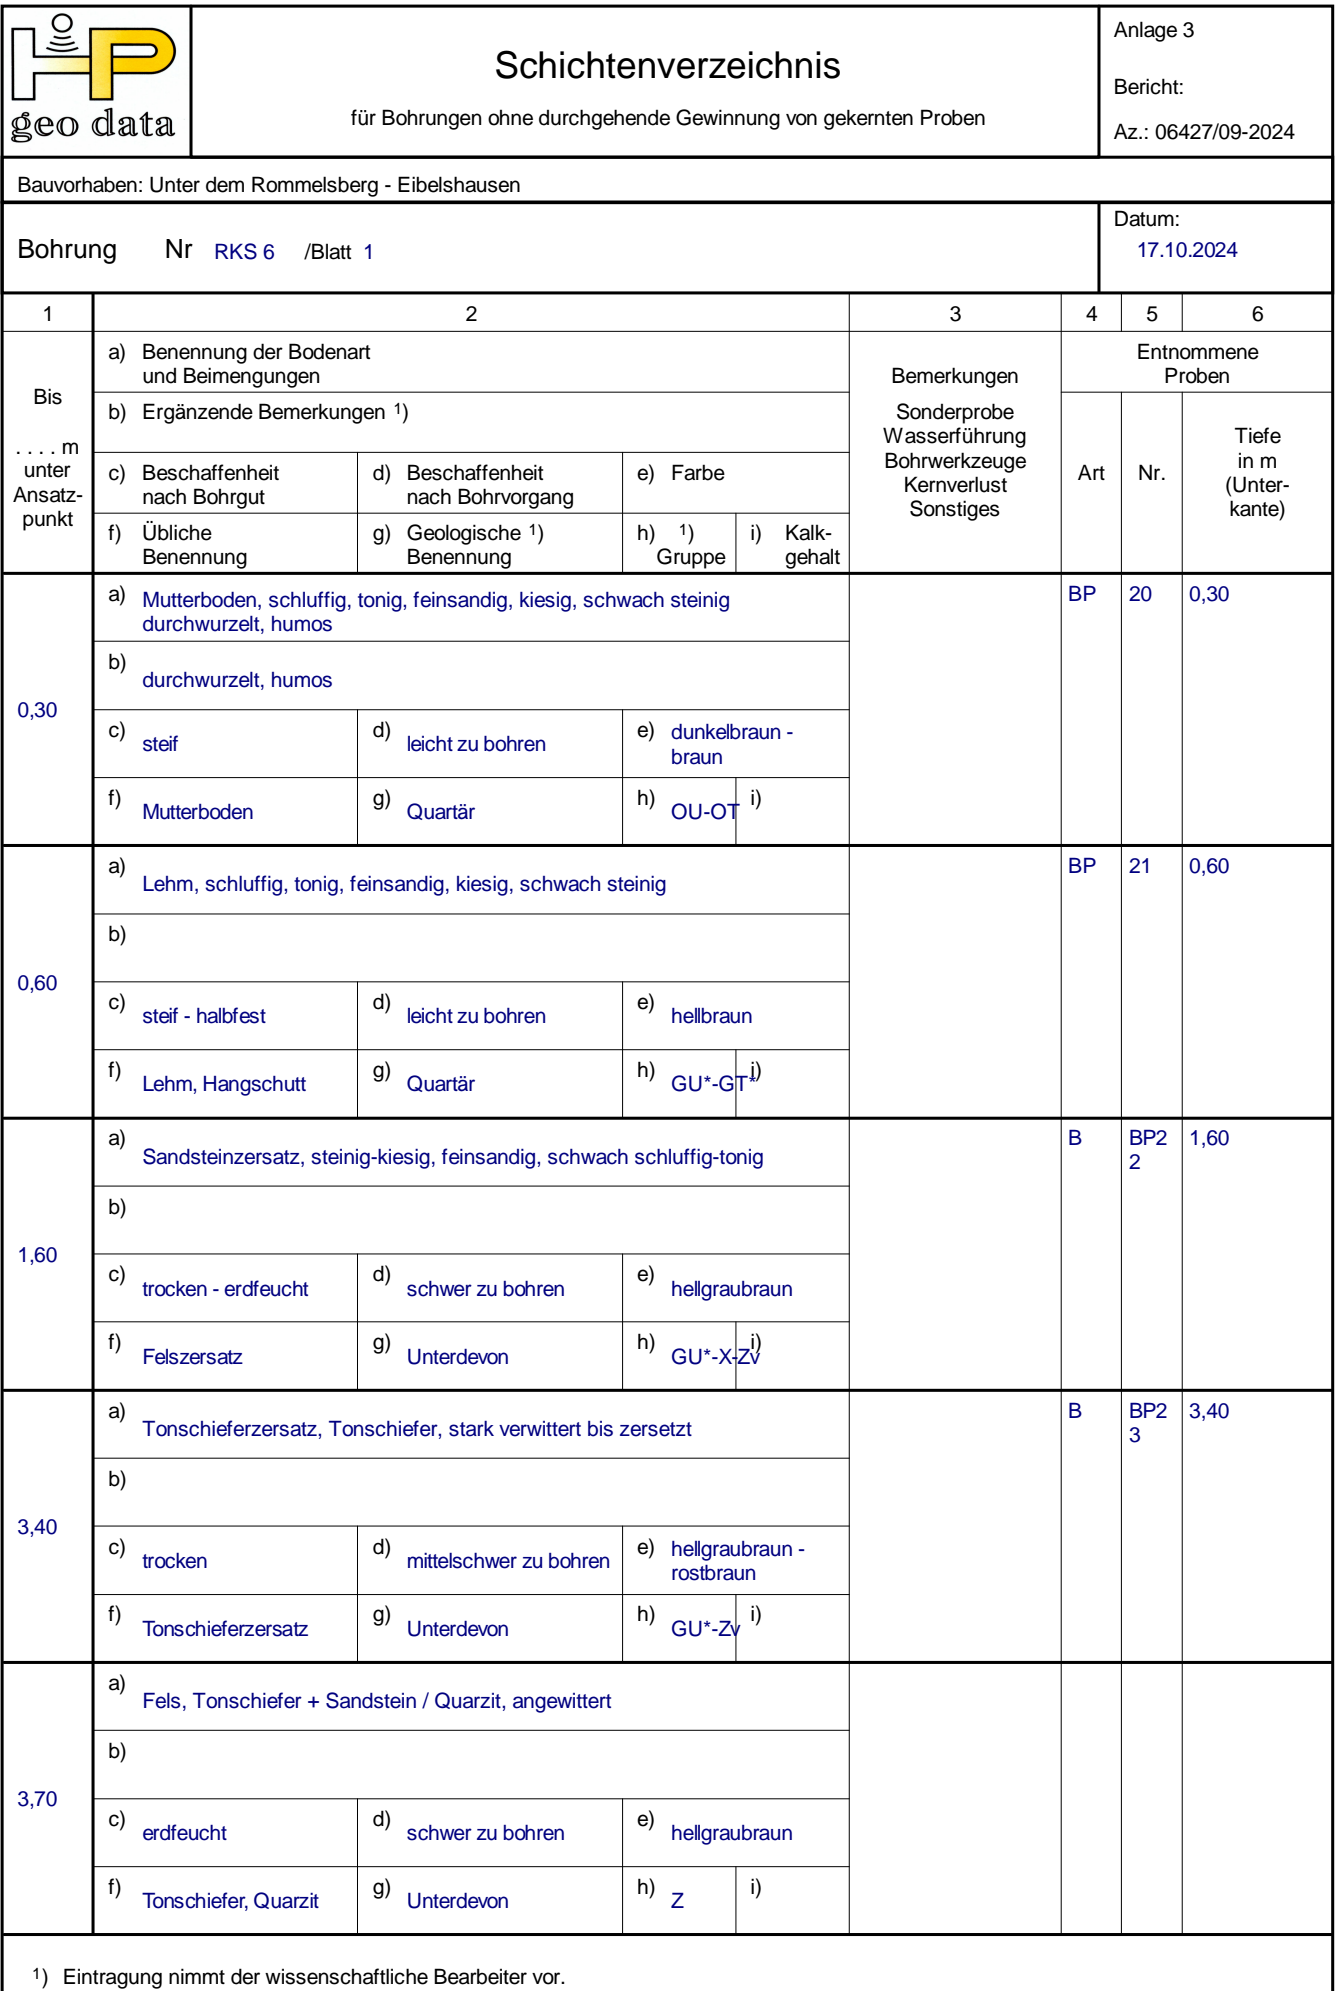 HP
geo data
Schichtenverzeichnis
für Bohrungen ohne durchgehende Gewinnung von gekernten Proben
Anlage 3
Bericht:
Az.: 06427/09-2024
Bauvorhaben: Unter dem Rommelsberg - Eibelshausen
Bohrung Nr RKS 6 /Blatt 1
Datum:
17.10.2024
1 2 3 4 5 6
Bis
. . . . m
unter
Ansatz-
punkt
a) Benennung der Bodenart
und Beimengungen
b) Ergänzende Bemerkungen ¹)
c) Beschaffenheit
nach Bohrgut
d) Beschaffenheit
nach Bohrvorgang
e) Farbe
f) Übliche
Benennung
g) Geologische ¹)
Benennung
h) ¹)
Gruppe
i) Kalk-
gehalt
Bemerkungen
Sonderprobe
Wasserführung
Bohrwerkzeuge
Kernverlust
Sonstiges
Entnommene
Proben
Art
Nr.
Tiefe
in m
(Unter-
kante)
0,30
a) Mutterboden, schluffig, tonig, feinsandig, kiesig, schwach steinig
durchwurzelt, humos
b) durchwurzelt, humos
c) steif
d) leicht zu bohren
e) dunkelbraun -
braun
f) Mutterboden
g) Quartär
h) OU-OT
i)
BP 20 0,30
0,60
a) Lehm, schluffig, tonig, feinsandig, kiesig, schwach steinig
b)
c) steif - halbfest
d) leicht zu bohren
e) hellbraun
f) Lehm, Hangschutt
g) Quartär
h) GU*-GT*
i)
BP 21 0,60
1,60
a) Sandsteinzersatz, steinig-kiesig, feinsandig, schwach schluffig-tonig
b)
c) trocken - erdfeucht
d) schwer zu bohren
e) hellgraubraun
f) Felszersatz
g) Unterdevon
h) GU*-X-Zv
i)
B BP2 1,60
2
3,40
a) Tonschieferzersatz, Tonschiefer, stark verwittert bis zersetzt
b)
c) trocken
d) mittelschwer zu bohren
e) hellgraubraun -
rostbraun
f) Tonschieferzersatz
g) Unterdevon
h) GU*-Zv
i)
B BP2 3,40
3
3,70
a) Fels, Tonschiefer + Sandstein / Quarzit, angewittert
b)
c) erdfeucht
d) schwer zu bohren
e) hellgraubraun
f) Tonschiefer, Quarzit
g) Unterdevon
h) Z
i)
¹) Eintragung nimmt der wissenschaftliche Bearbeiter vor.